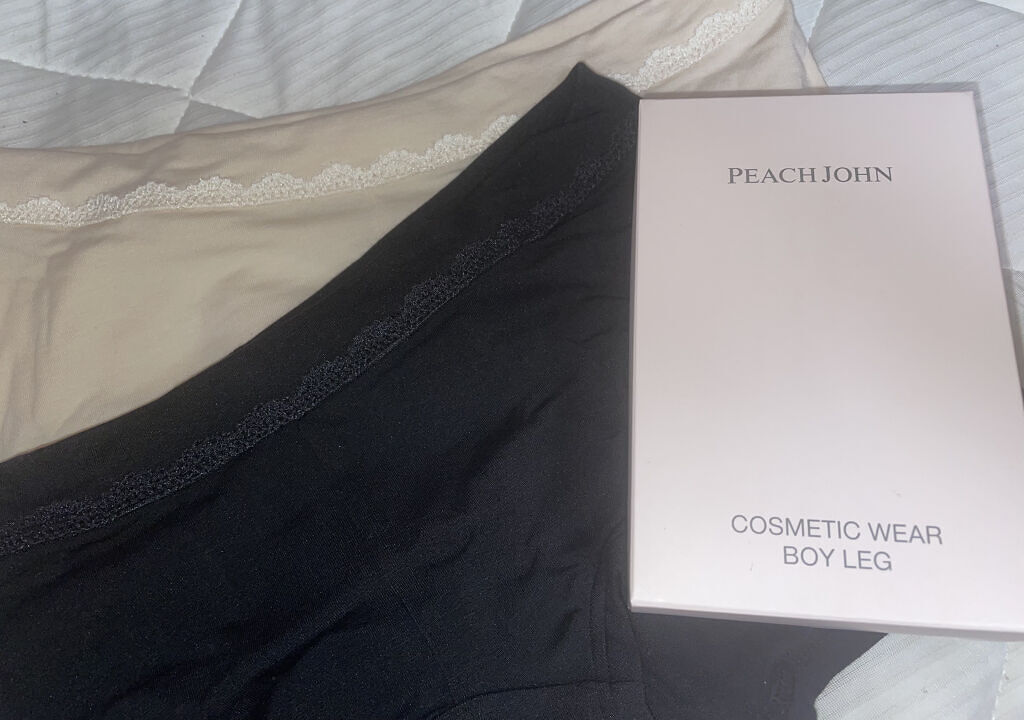 PEACH JOHN
COSMETIC WEAR
BOY LEG